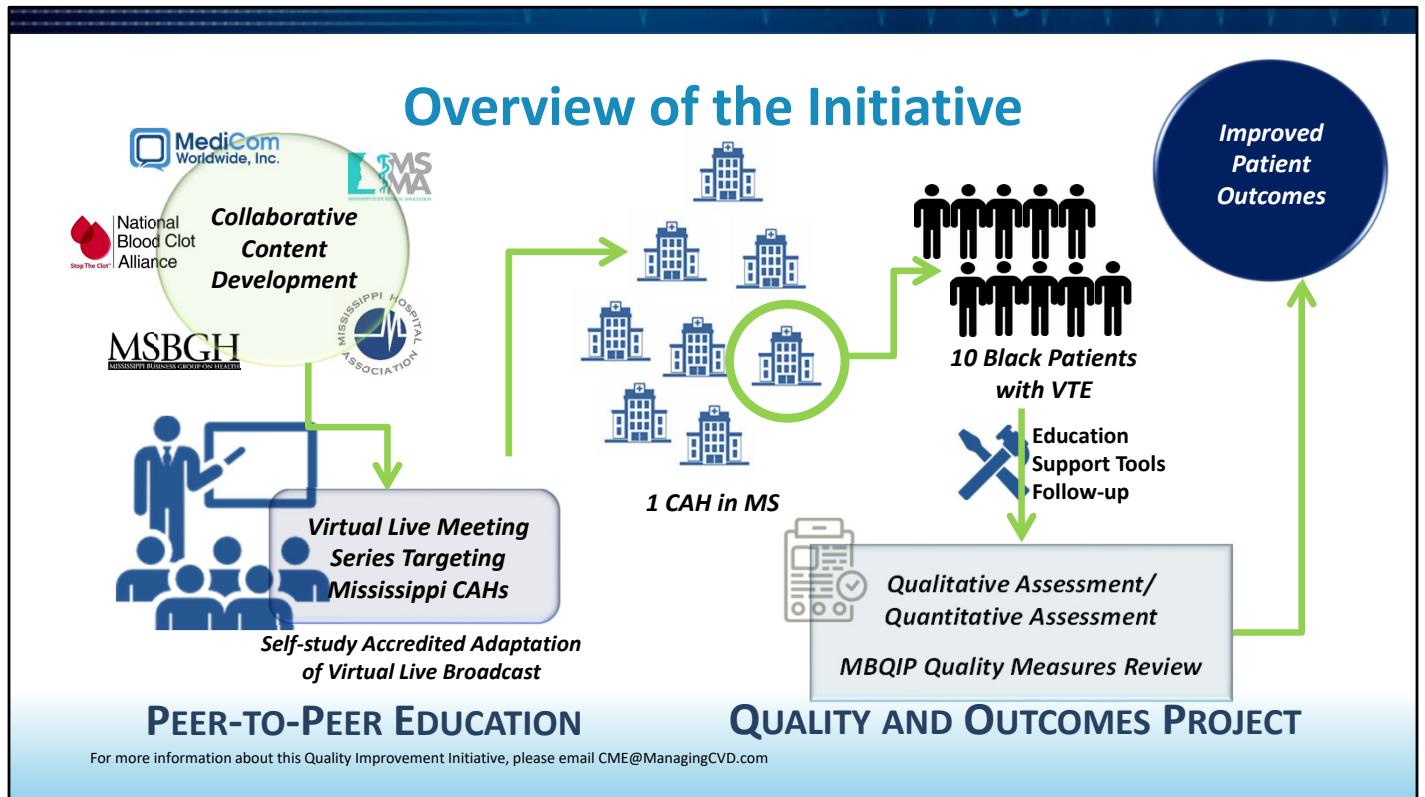 Overview of the Initiative
MediCom
Worldwide, Inc.
MS
MA
MISSISSIPPI STATE MEDICAL ASSOCIATION
National
Blood Clot
Alliance
Stop The Clot®
Collaborative
Content
Development
MSBGH
MISSISSIPPI BUSINESS GROUP ON HEALTH
MISSISSIPPI HOSPITAL
ASSOCIATION
Virtual Live Meeting
Series Targeting
Mississippi CAHs
Self-study Accredited Adaptation
of Virtual Live Broadcast
PEER-TO-PEER EDUCATION
1 CAH in MS
10 Black Patients
with VTE
Education
Support Tools
Follow-up
Qualitative Assessment/
Quantitative Assessment
MBQIP Quality Measures Review
Improved
Patient
Outcomes
QUALITY AND OUTCOMES PROJECT
For more information about this Quality Improvement Initiative, please email CME@ManagingCVD.com